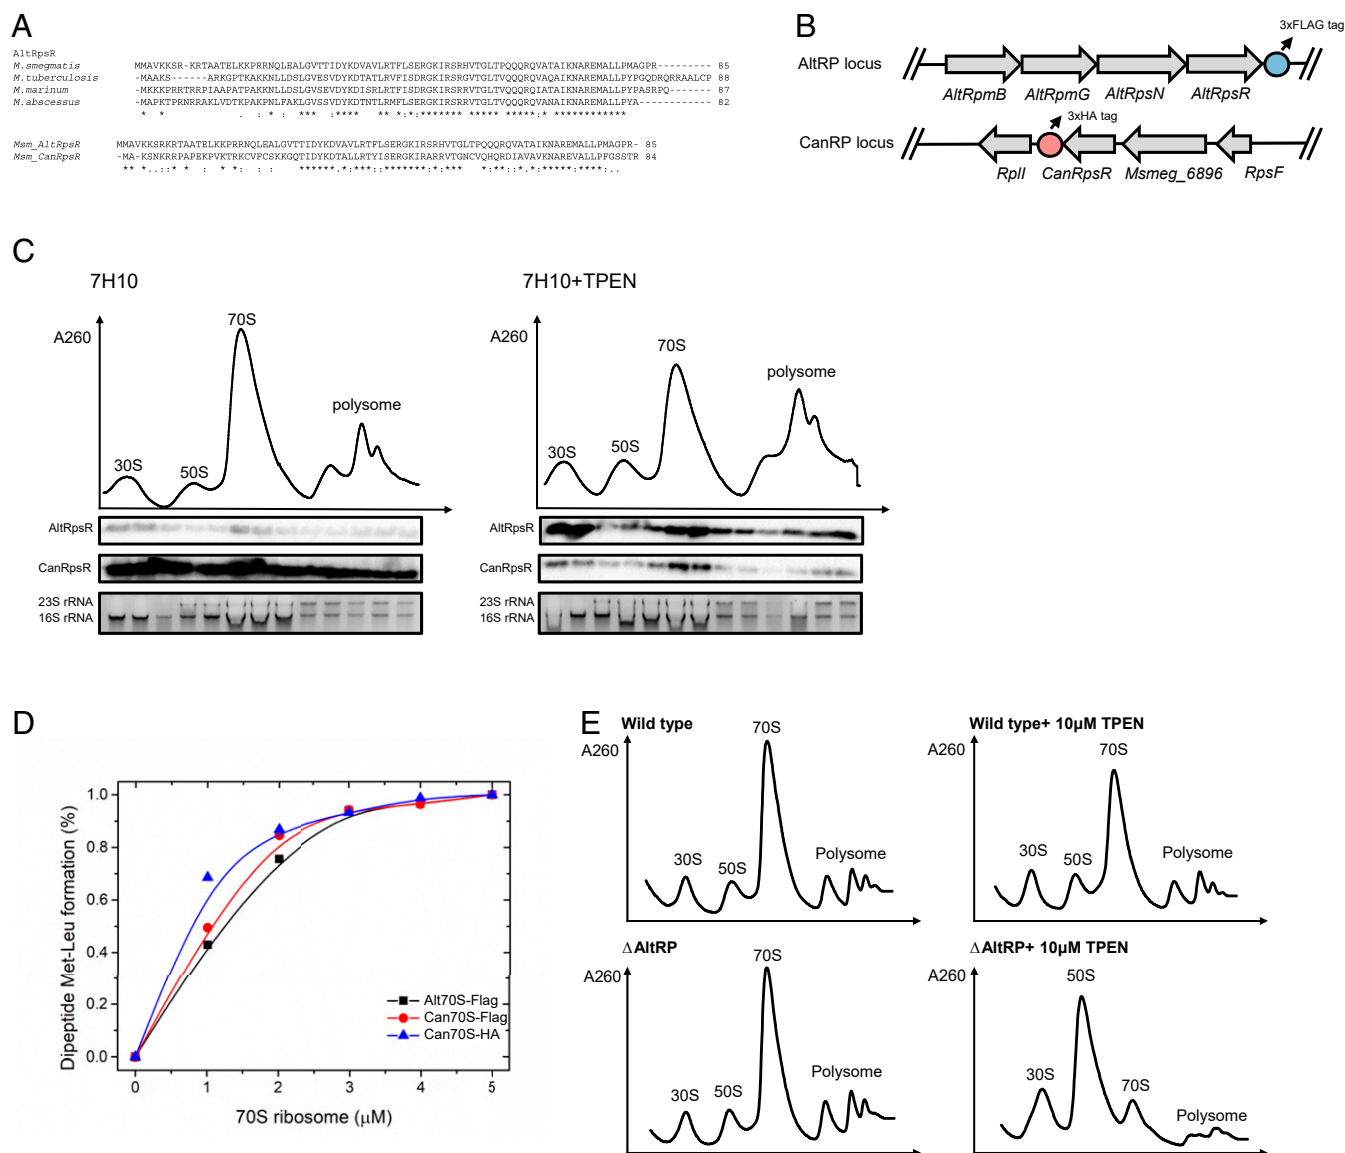 A
AltRpsR
M.smegmatis MMAVKKSR-KRTAATELKKPRRNQLEALGVTTIDYKDVAVLRTFLSERGKIRSRHVTGLTPQQQRQVATAIKNAREMALLPMAGPR--------- 85
M.tuberculosis -MAAKS------ARKGPTKAKKNLLDSLGVESVDYKDTATLRVFISDRGKIRSRRVTGLTVQQQRQVAQAIKNAREMALLPYPGQDRQRRAALCP 88
M.marinum -MKKKPRRTRRPIAAPATPAKKNLLDSLGVSEVDYKDISRLRTFISDRGKIRSRRVTGLTVQQQRQVATAIKNAREMALLPYPASRPQ------- 87
M.abscessus -MAPKTPRNRRAKLVDTKPAKPNFLDALGVTEVDYKDTNTLRMFLSERGKIRSRRVTGLTVQQQRQVANAIKNAREMALLPYA------------ 82
Msm_AltRpsR MMAVKKSRKRTAATELKKPRRNQLEALGVTTIDYKDVAVLRTFLSERGKIRSRHVTGLTPQQQRQVATAIKNAREMALLPMAGPR- 85
Msm_CanRpsR -MA-KSNKRRPAPEKPVKTRKCVFCSKKGQTIDYKDTALLRTYISERGKIRARRVTGNCVQHQRDIAVAVKNAREVALLPFGSSTR 84
B
3xFLAG tag
AltRP locus
AltRpmB AltRpmG AltRpsN AltRpsR
3xHA tag
CanRP locus
RplI CanRpsR Msmeg_6896 RpsF
C
7H10
A260
30S
50S
70S
polysome
AltRpsR
CanRpsR
23S rRNA
16S rRNA
7H10+TPEN
A260
30S
50S
70S
polysome
AltRpsR
CanRpsR
23S rRNA
16S rRNA
D
Dipeptide Met-Leu formation (%)
1.0
0.8
0.6
0.4
0.2
0.0
0 1 2 3 4 5
70S ribosome (μM)
Alt70S-Flag
Can70S-Flag
Can70S-HA
E
Wild type
A260
30S
50S
70S
Polysome
Wild type+ 10μM TPEN
A260
30S
50S
70S
Polysome
ΔAltRP
A260
30S
50S
70S
Polysome
ΔAltRP+ 10μM TPEN
A260
30S
50S
70S
Polysome